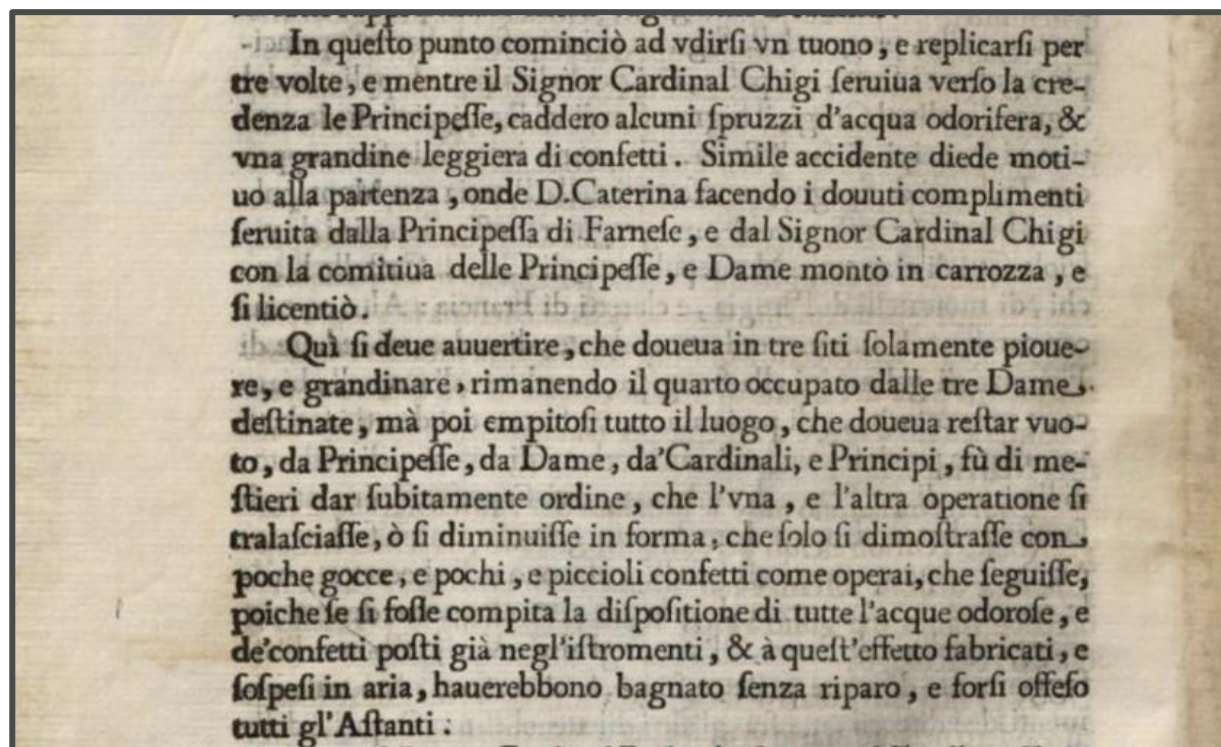 In queſto punto cominciò ad vdirſi vn tuono, e replicarſi per
tre volte, e mentre il Signor Cardinal Chigi ſeruiua verſo la cre-
denza le Principeſſe, caddero alcuni ſpruzzi d'acqua odorifera, &
vna grandine leggiera di confetti. Simile accidente diede moti-
uo alla partenza, onde D.Caterina facendo i douuti complimenti
ſeruita dalla Principeſſa di Farneſe, e dal Signor Cardinal Chigi
con la comitiua delle Principeſſe, e Dame montò in carrozza, e
ſi licentiò.
Quì ſi deue auuertire, che doueua in tre ſiti ſolamente pioue-
re, e grandinare, rimanendo il quarto occupato dalle tre Dame
deſtinate, mà poi empitoſi tutto il luogo, che doueua reſtar vuo-
to, da Principeſſe, da Dame, da'Cardinali, e Principi, fù di me-
ſtieri dar ſubitamente ordine, che l'vna, e l'altra operatione ſi
tralaſciaſſe, ò ſi diminuiſſe in forma, che ſolo ſi dimoſtraſſe con
poche gocce, e pochi, e piccioli confetti come operai, che ſeguiſſe,
poiche ſe ſi foſſe compita la diſpoſitione di tutte l'acque odoroſe, e
de'confetti poſti già negl'iſtromenti, & à queſt'effetto fabricati, e
ſoſpeſi in aria, hauerebbono bagnato ſenza riparo, e forſi offeſo
tutti gl'Aſtanti: